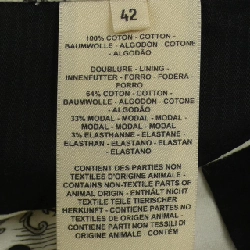 42
100% COTON - COTTON -
BAUMWOLLE - ALGODÓN - COTONE
- ALGODÃO
DOUBLURE - LINING -
INNENFUTTER - FORRO - FODERA
FORRO
64% COTON - COTTON -
BAUMWOLLE - ALGODÓN - COTONE
- ALGODÃO
33% MODAL - MODAL - MODAL -
MODAL - MODAL - MODAL
3% ELASTHANNE - ELASTANE -
ELASTHAN - ELASTANO - ELASTAN
- ELASTANO
CONTIENT DES PARTIES NON
TEXTILES D'ORIGINE ANIMALE -
CONTAINS NON-TEXTILE PARTS OF
ANIMAL ORIGIN - ENTHÄLT NICHT
TEXTILE TEILE TIERISCHER
HERKUNFT - CONTIENE PARTES NO
TEXTILES DE ORIGEN ANIMAL -
CONTIENE PARTI NON TESSILI DI
ORIGINE ANIMALE - CONTÉM